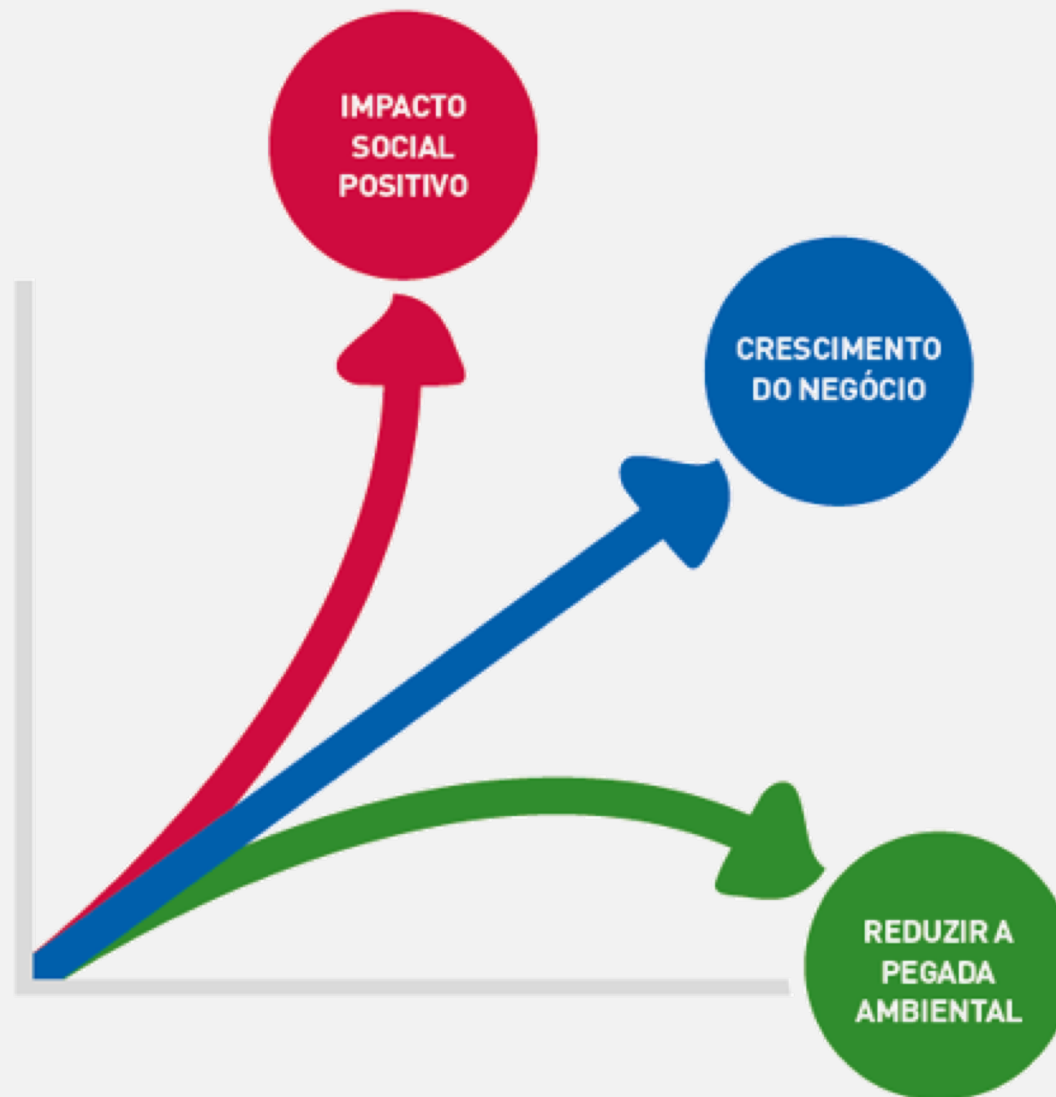 IMPACTO
SOCIAL
POSITIVO
CRESCIMENTO
DO NEGÓCIO
REDUZIR A
PEGADA
AMBIENTAL